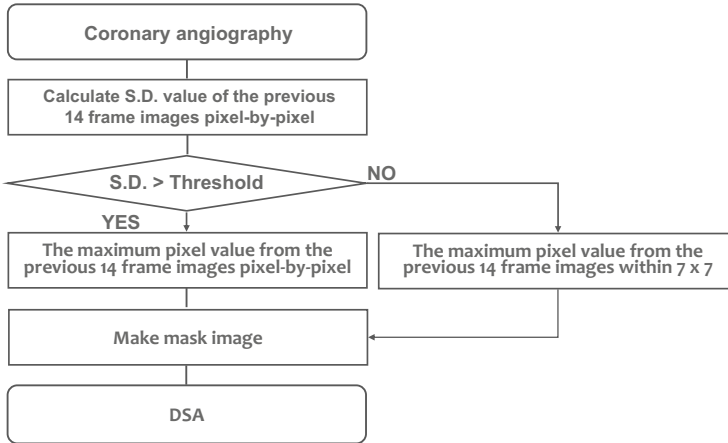 Coronary angiography
Calculate S.D. value of the previous
14 frame images pixel-by-pixel
S.D. > Threshold
NO
YES
The maximum pixel value from the
previous 14 frame images pixel-by-pixel
The maximum pixel value from the
previous 14 frame images within 7 x 7
Make mask image
DSA